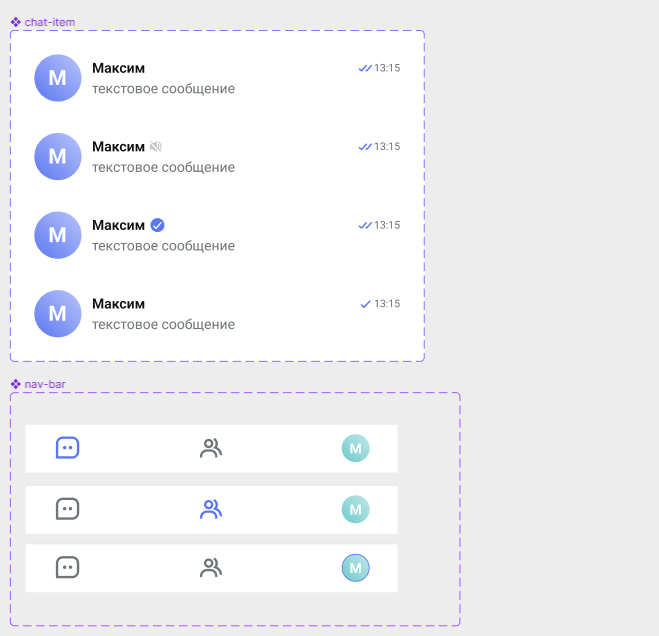 chat-item
М
Максим
13:15
текстовое сообщение
М
Максим
13:15
текстовое сообщение
М
Максим
13:15
текстовое сообщение
М
Максим
13:15
текстовое сообщение
nav-bar
М
М
М